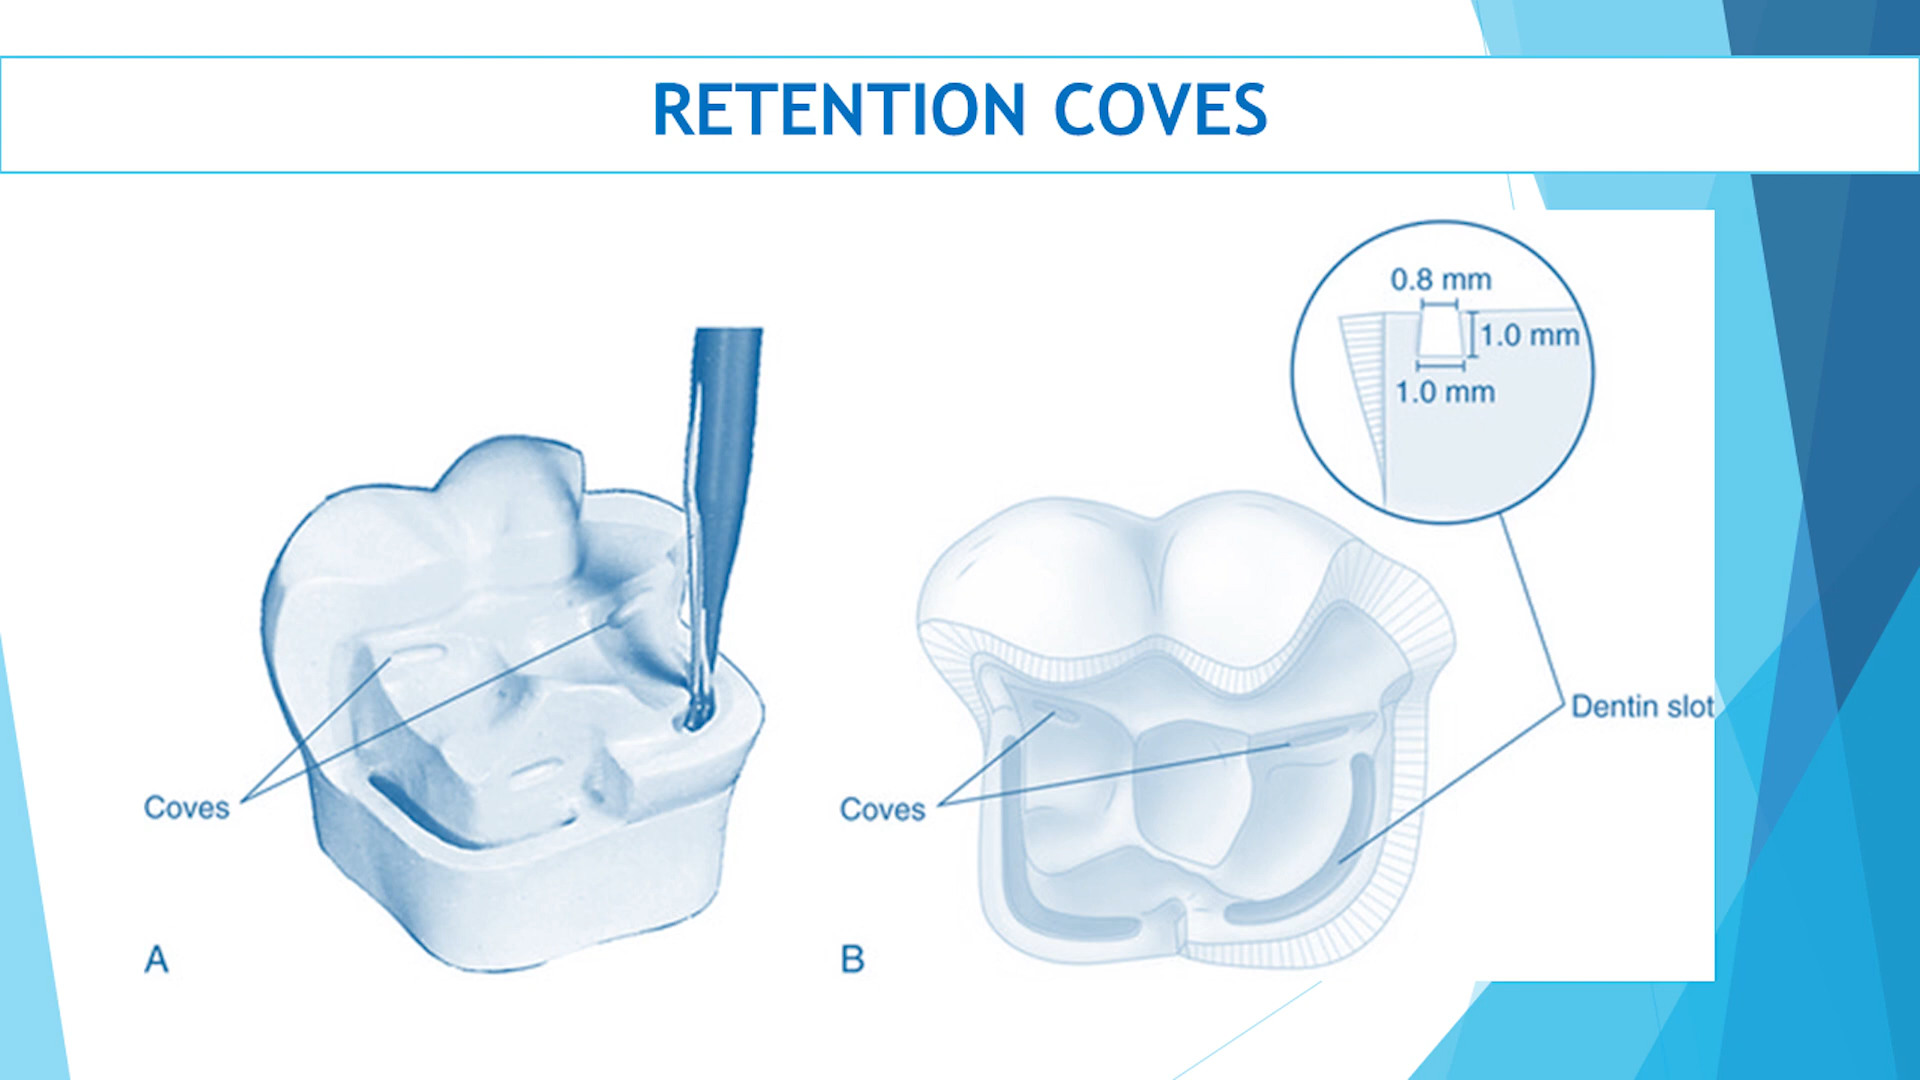 RETENTION COVES
0.8 mm
1.0 mm
1.0 mm
Dentin slot
Coves
Coves
A
B